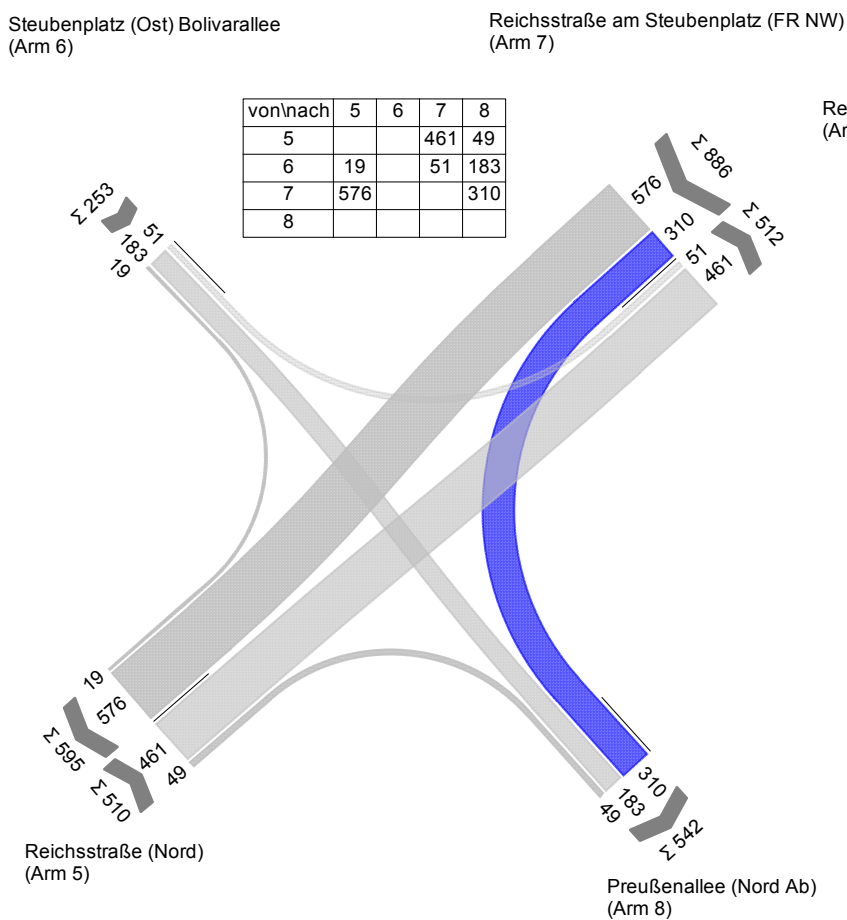 Steubenplatz (Ost) Bolivarallee
(Arm 6)
Reichsstraße am Steubenplatz (FR NW)
(Arm 7)
Re
(Ar
von\nach 5 6 7 8
5 461 49
6 19 51 183
7 576 310
8
Σ 886
576
310
Σ 512
51
461
Σ 253
51
183
19
19
576
Σ 595
461
Σ 510
49
310
183
49
Σ 542
Reichsstraße (Nord)
(Arm 5)
Preußenallee (Nord Ab)
(Arm 8)